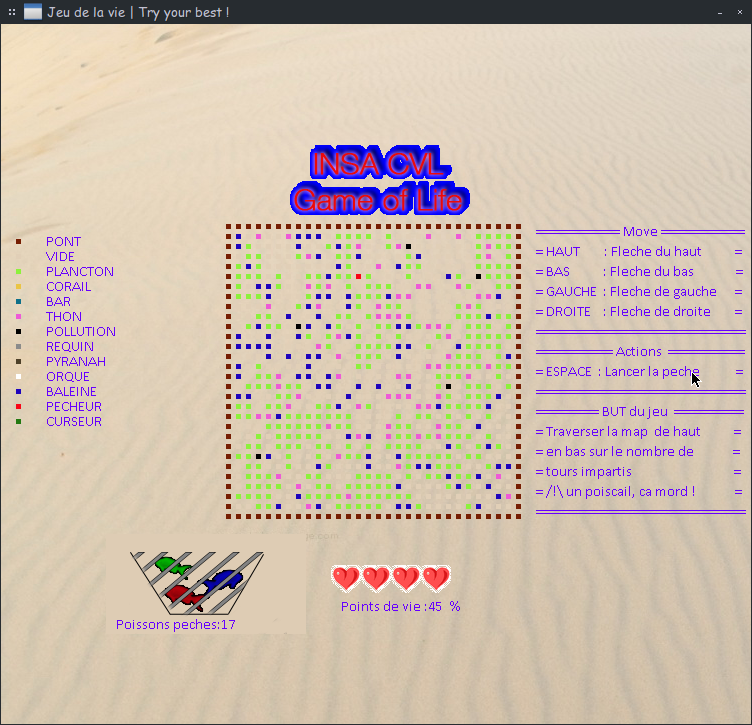 Jeu de la vie | Try your best !
INSA CVL
Game of Life
PONT
VIDE
PLANCTON
CORAIL
BAR
THON
POLLUTION
REQUIN
PYRANAH
ORQUE
BALEINE
PECHEUR
CURSEUR
Move
= HAUT : Fleche du haut =
= BAS : Fleche du bas =
= GAUCHE : Fleche de gauche =
= DROITE : Fleche de droite =
Actions
= ESPACE : Lancer la peche =
BUT du jeu
= Traverser la map de haut =
= en bas sur le nombre de =
= tours impartis =
= /!\ un poiscail, ca mord ! =
Poissons peches:17
Points de vie :45 %